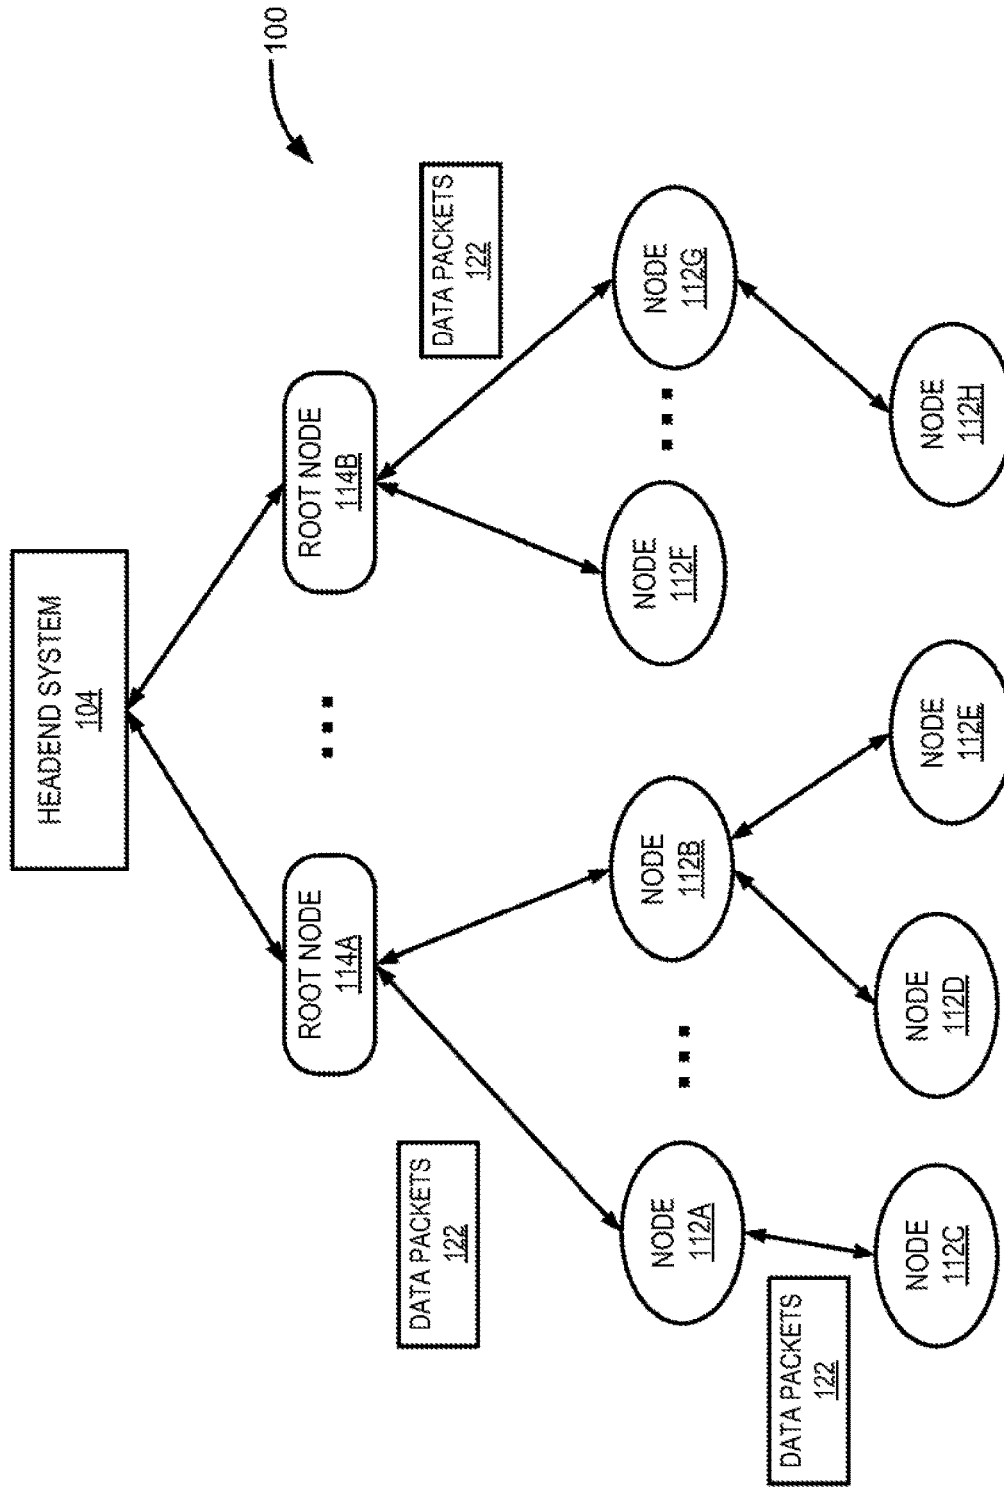 100
HEADEND SYSTEM
104
ROOT NODE
114A
ROOT NODE
114B
DATA PACKETS
122
DATA PACKETS
122
NODE
112A
NODE
112B
NODE
112F
NODE
112G
DATA PACKETS
122
NODE
112C
NODE
112D
NODE
112E
NODE
112H